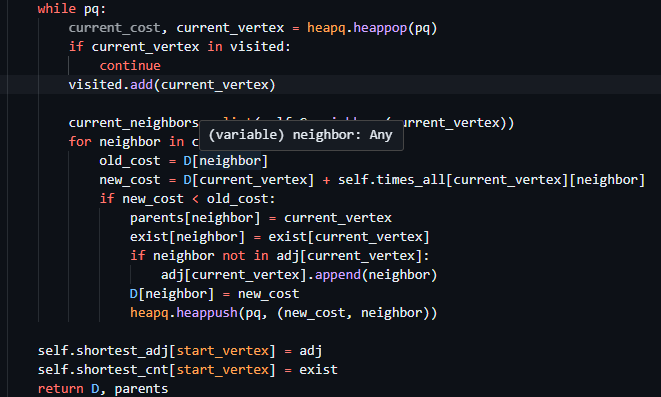 while pq:
current_cost, current_vertex = heapq.heappop(pq)
if current_vertex in visited:
continue
visited.add(current_vertex)
current_neighbors
current_vertex))
(variable) neighbor: Any
for neighbor in
old_cost = D[neighbor]
new_cost = D[current_vertex] + self.times_all[current_vertex][neighbor]
if new_cost < old_cost:
parents[neighbor] = current_vertex
exist[neighbor] = exist[current_vertex]
if neighbor not in adj[current_vertex]:
adj[current_vertex].append(neighbor)
D[neighbor] = new_cost
heapq.heappush(pq, (new_cost, neighbor))
self.shortest_adj[start_vertex] = adj
self.shortest_cnt[start_vertex] = exist
return D, parents